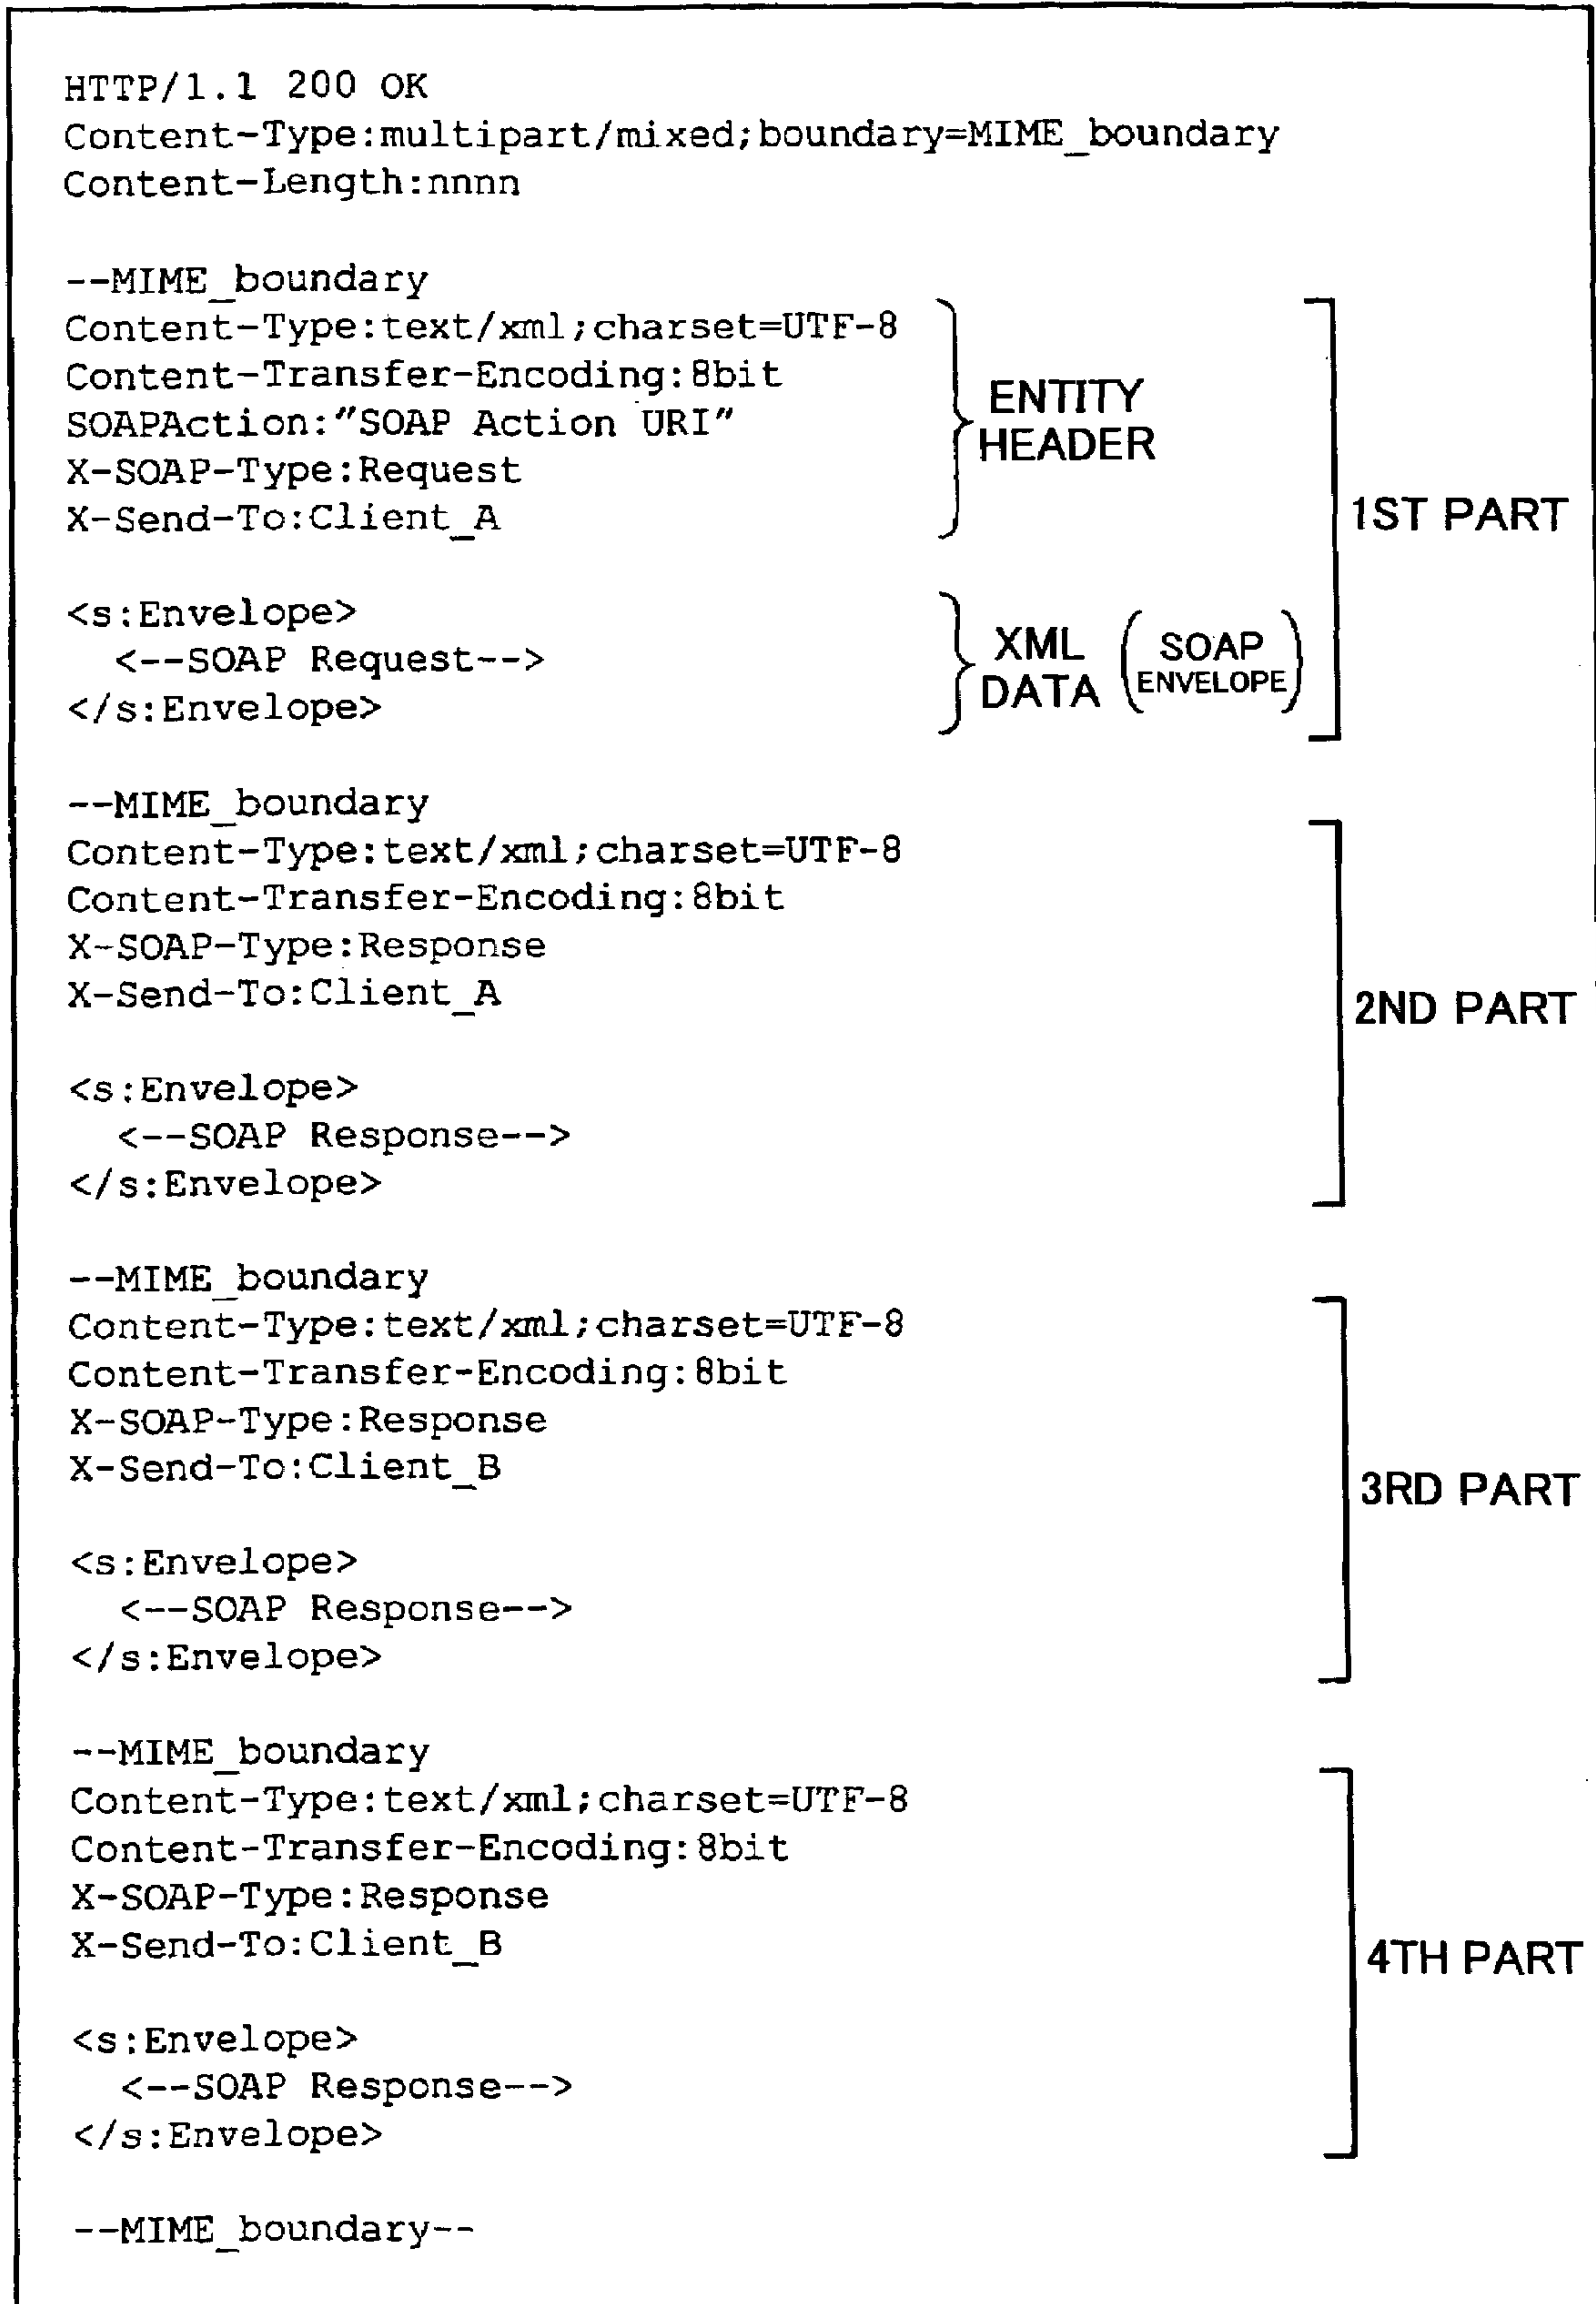 HTTP/1.1 200 OK
Content-Type:multipart/mixed;boundary=MIME_boundary
Content-Length:nnnn
--MIME_boundary
Content-Type:text/xml;charset=UTF-8
Content-Transfer-Encoding:8bit
SOAPAction:"SOAP Action URI"
X-SOAP-Type:Request
X-Send-To:Client_A
ENTITY
HEADER
1ST PART
<s:Envelope>
<--SOAP Request-->
</s:Envelope>
XML
DATA
SOAP
ENVELOPE
--MIME_boundary
Content-Type:text/xml;charset=UTF-8
Content-Transfer-Encoding:8bit
X-SOAP-Type:Response
X-Send-To:Client_A
2ND PART
<s:Envelope>
<--SOAP Response-->
</s:Envelope>
--MIME_boundary
Content-Type:text/xml;charset=UTF-8
Content-Transfer-Encoding:8bit
X-SOAP-Type:Response
X-Send-To:Client_B
3RD PART
<s:Envelope>
<--SOAP Response-->
</s:Envelope>
--MIME_boundary
Content-Type:text/xml;charset=UTF-8
Content-Transfer-Encoding:8bit
X-SOAP-Type:Response
X-Send-To:Client_B
4TH PART
<s:Envelope>
<--SOAP Response-->
</s:Envelope>
--MIME_boundary--